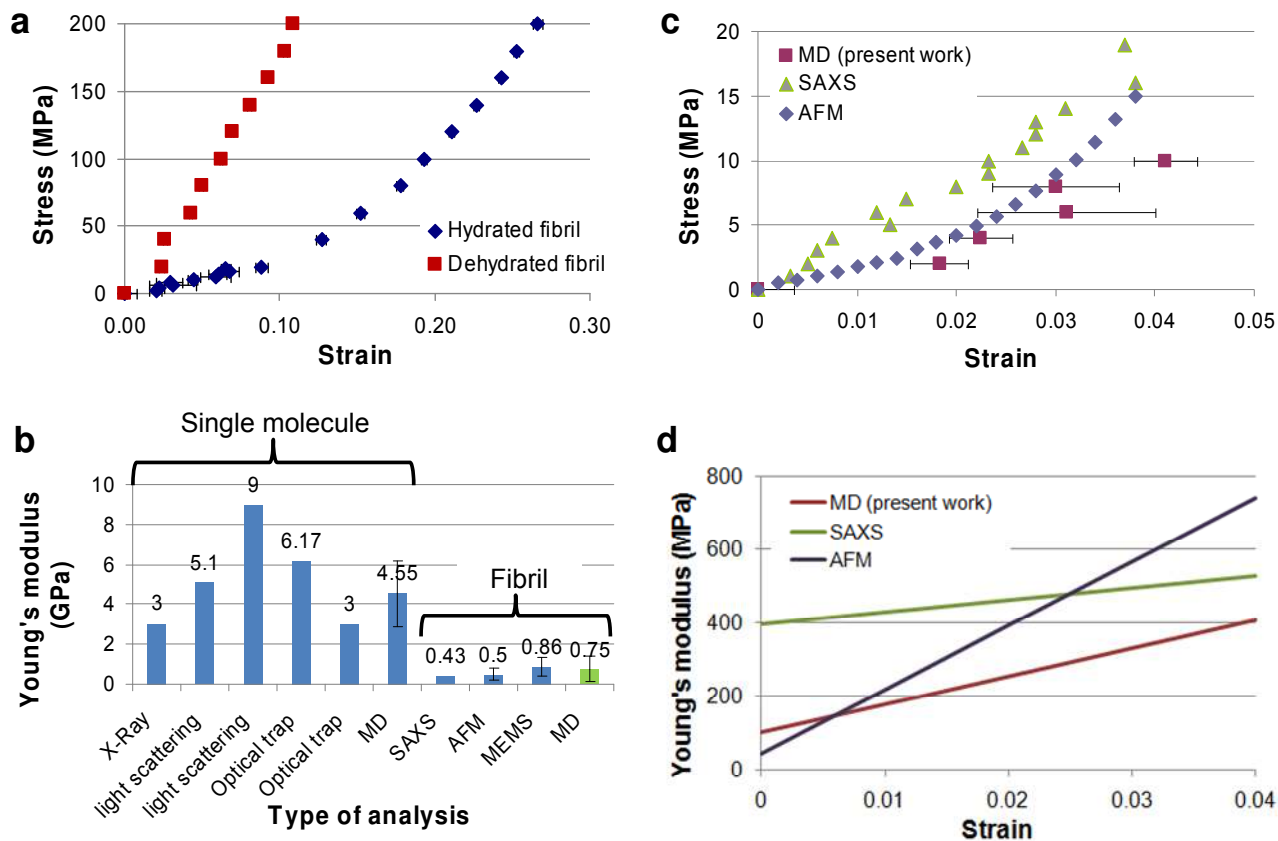 a
Stress (MPa)
200
150
100
50
0
0.00 0.10 0.20 0.30
Strain
Hydrated fibril
Dehydrated fibril
c
Stress (MPa)
20
15
10
5
0
0 0.01 0.02 0.03 0.04 0.05
Strain
MD (present work)
SAXS
AFM
b
Single molecule
Fibril
Young's modulus
(GPa)
10
8
6
4
2
0
3 5.1 9 6.17 3 4.55 0.43 0.5 0.86 0.75
X-Ray
light scattering
light scattering
Optical trap
Optical trap
MD
SAXS
AFM
MEMS
MD
Type of analysis
d
Young's modulus (MPa)
800
600
400
200
0
0 0.01 0.02 0.03 0.04
Strain
MD (present work)
SAXS
AFM